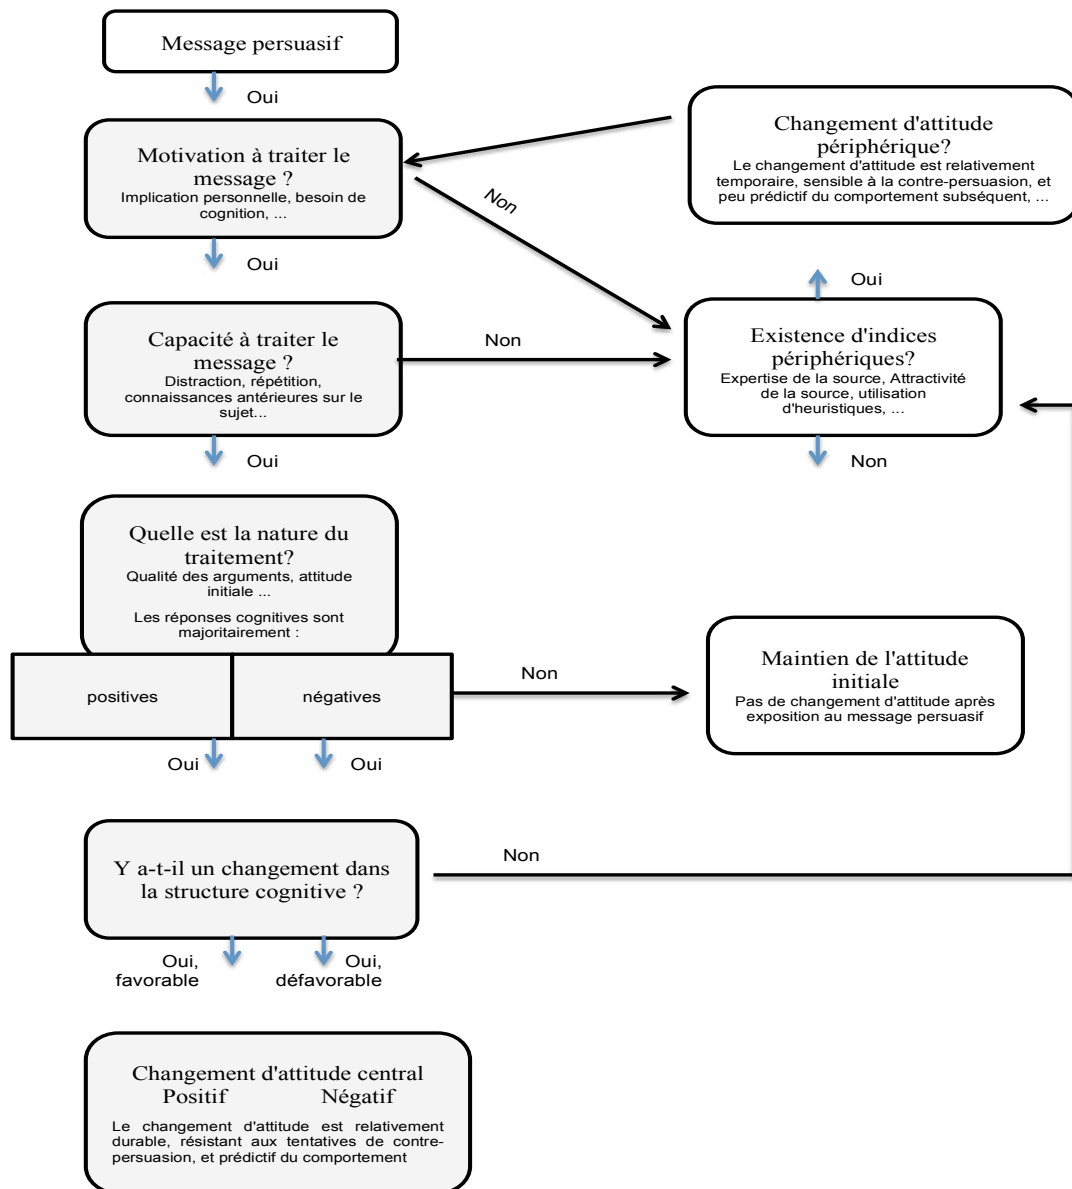 Message persuasif
Oui
Motivation à traiter le
message ?
Implication personnelle, besoin de
cognition, ...
Changement d'attitude
périphérique?
Le changement d'attitude est relativement
temporaire, sensible à la contre-persuasion, et
peu prédictif du comportement subséquent, ...
Non
Oui
Oui
Capacité à traiter le
message ?
Distraction, répétition,
connaissances antérieures sur le
sujet...
Non
Existence d'indices
périphériques?
Expertise de la source, Attractivité
de la source, utilisation
d'heuristiques, ...
Oui
Non
Quelle est la nature du
traitement?
Qualité des arguments, attitude
initiale ...
Les réponses cognitives sont
majoritairement :
positives
négatives
Non
Maintien de l'attitude
initiale
Pas de changement d'attitude après
exposition au message persuasif
Oui
Oui
Y a-t-il un changement dans
la structure cognitive ?
Non
Oui,
favorable
Oui,
défavorable
Changement d'attitude central
Positif Négatif
Le changement d'attitude est relativement
durable, résistant aux tentatives de contre-
persuasion, et prédictif du comportement